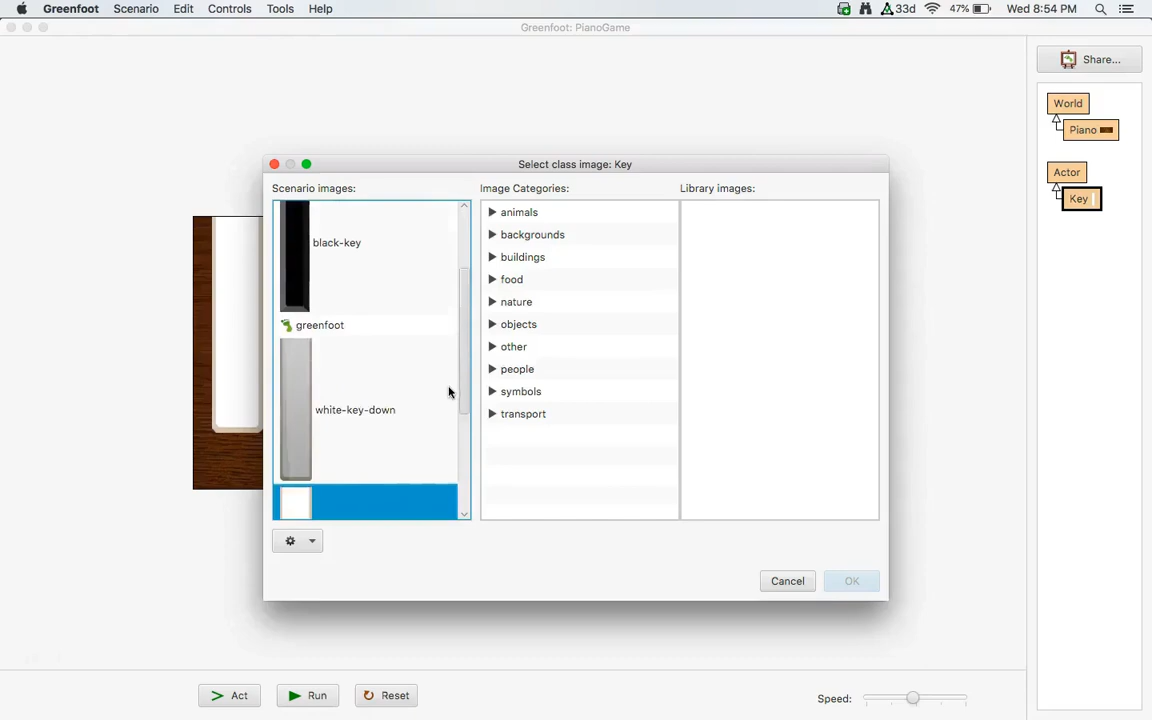 Greenfoot Scenario Edit Controls Tools Help 33d 47% Wed 8:54 PM
Greenfoot: PianoGame
Share...
World
Piano
Actor
Key
Select class image: Key
Scenario images: Image Categories: Library images:
black-key
greenfoot
white-key-down
animals
backgrounds
buildings
food
nature
objects
other
people
symbols
transport
Cancel OK
Act Run Reset Speed: